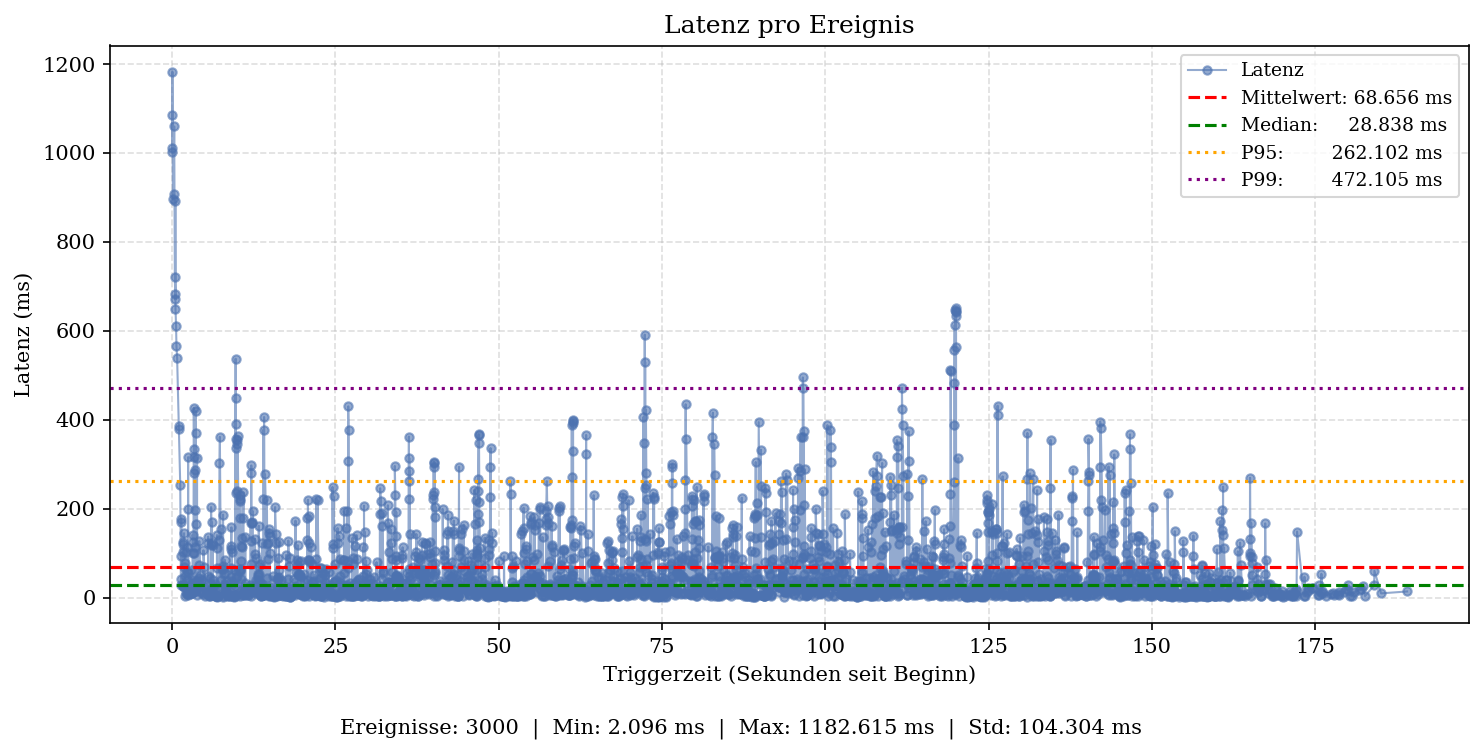 Latenz pro Ereignis
Latenz (ms)
1200
1000
800
600
400
200
0
Latenz
Mittelwert: 68.656 ms
Median: 28.838 ms
P95: 262.102 ms
P99: 472.105 ms
0 25 50 75 100 125 150 175
Triggerzeit (Sekunden seit Beginn)
Ereignisse: 3000 | Min: 2.096 ms | Max: 1182.615 ms | Std: 104.304 ms